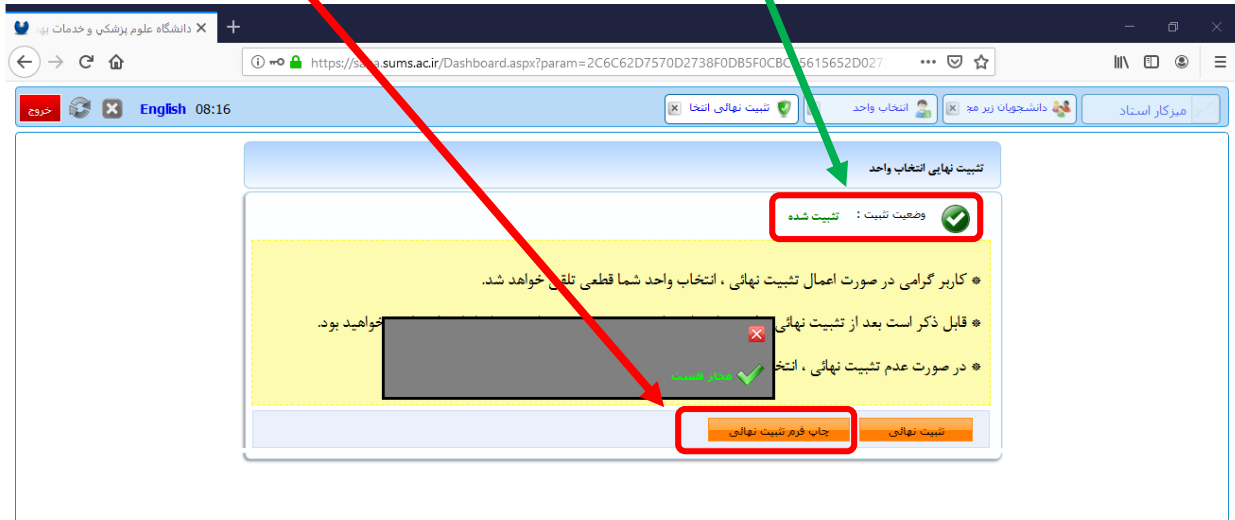 دانشگاه علوم پزشکی و خدمات به
https://sama.sums.ac.ir/Dashboard.aspx?param=2C6C62D7570D2738F0DB5F0CBC
5615652D027
میزکار استاد
دانشجویان زیر مج
انتخاب واحد
تثبیت نهائی انتخا
English 08:16
خروج
تثبیت نهایی انتخاب واحد
وضعیت تثبیت : تثبیت شده
* کاربر گرامی در صورت اعمال تثبیت نهائی ، انتخاب واحد شما قطعی تلقی خواهد شد.
* قابل ذکر است بعد از تثبیت نهائی خواهید بود.
* در صورت عدم تثبیت نهائی ، انتخ
مجاز هست
تثبیت نهائی
چاپ فرم تثبیت نهائی